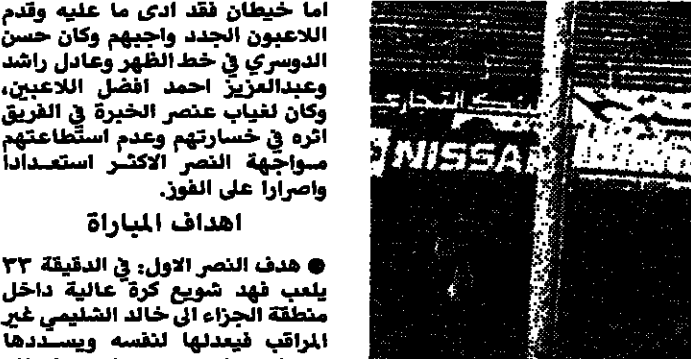 اما خيطان فقد ادى ما عليه وقدم
اللاعبون الجدد واجبهم وكان حسن
الدوسري في خط الظهر وعادل راشد
وعبدالعزيز احمد افضل اللاعبين،
وكان لغياب عنصر الخبرة في الفريق
اثره في خسارتهم وعدم استطاعتهم
مواجهة النصر الاكثر استعدادا
واصرارا على الفوز.
اهداف المباراة
● هدف النصر الاول: في الدقيقة ٣٣
يلعب فهد شويع كرة عالية داخل
منطقة الجزاء الى خالد الشليمي غير
المراقب فيعدلها لنفسه ويسددها
NISSAN